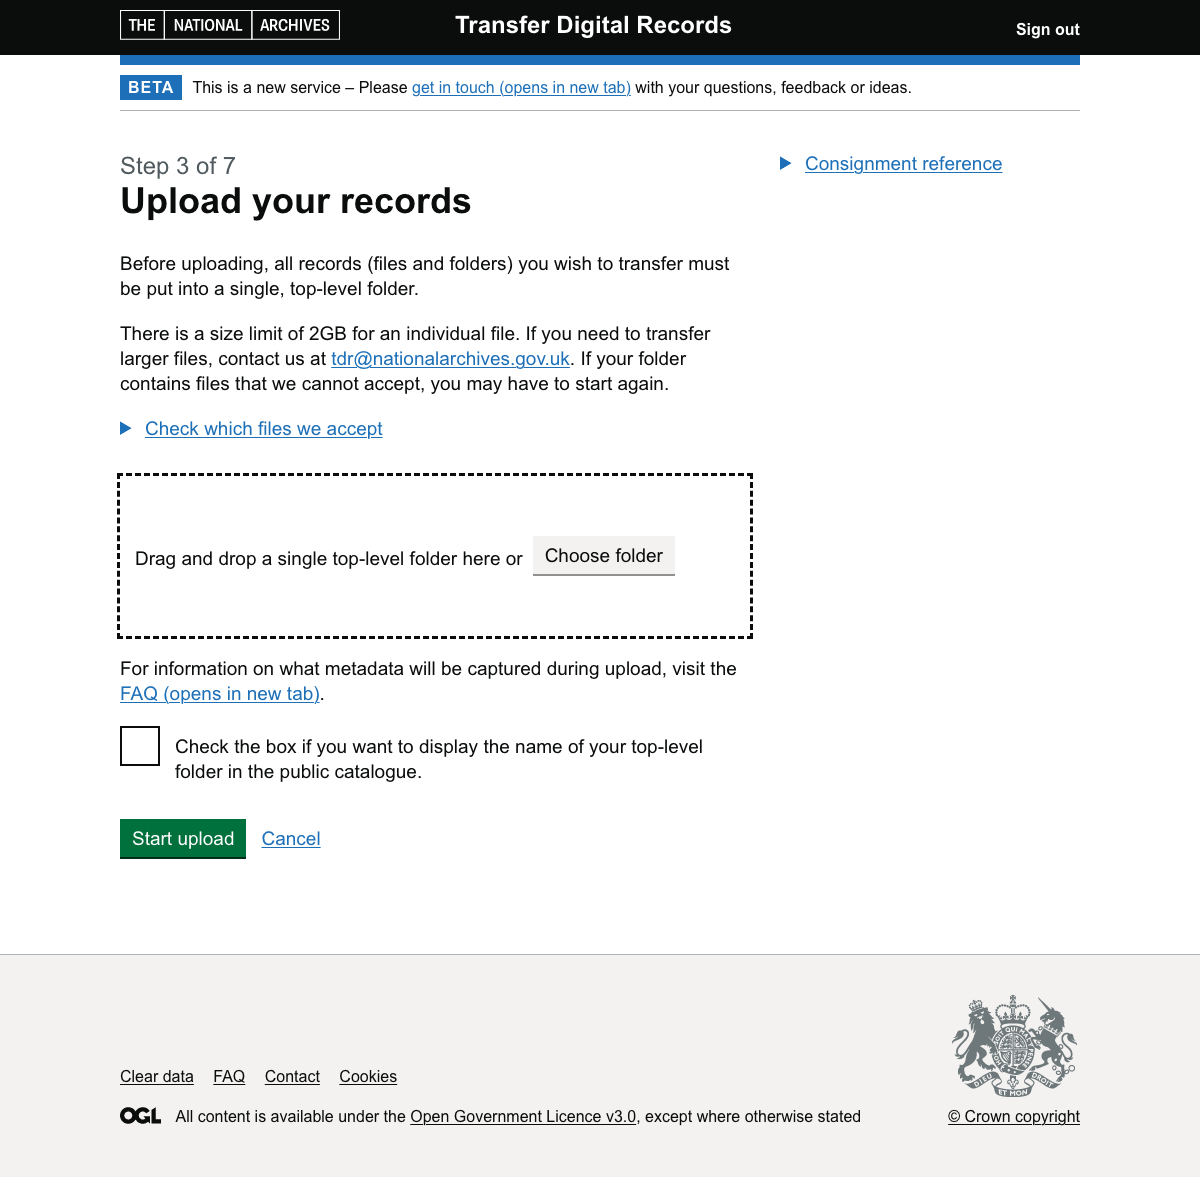 THE NATIONAL ARCHIVES
Transfer Digital Records
Sign out
BETA This is a new service – Please get in touch (opens in new tab) with your questions, feedback or ideas.
Step 3 of 7
Upload your records
Consignment reference
Before uploading, all records (files and folders) you wish to transfer must
be put into a single, top-level folder.
There is a size limit of 2GB for an individual file. If you need to transfer
larger files, contact us at tdr@nationalarchives.gov.uk. If your folder
contains files that we cannot accept, you may have to start again.
Check which files we accept
Drag and drop a single top-level folder here or Choose folder
For information on what metadata will be captured during upload, visit the
FAQ (opens in new tab).
Check the box if you want to display the name of your top-level
folder in the public catalogue.
Start upload Cancel
Clear data FAQ Contact Cookies
DIEU ET MON DROIT
OGL All content is available under the Open Government Licence v3.0, except where otherwise stated
© Crown copyright